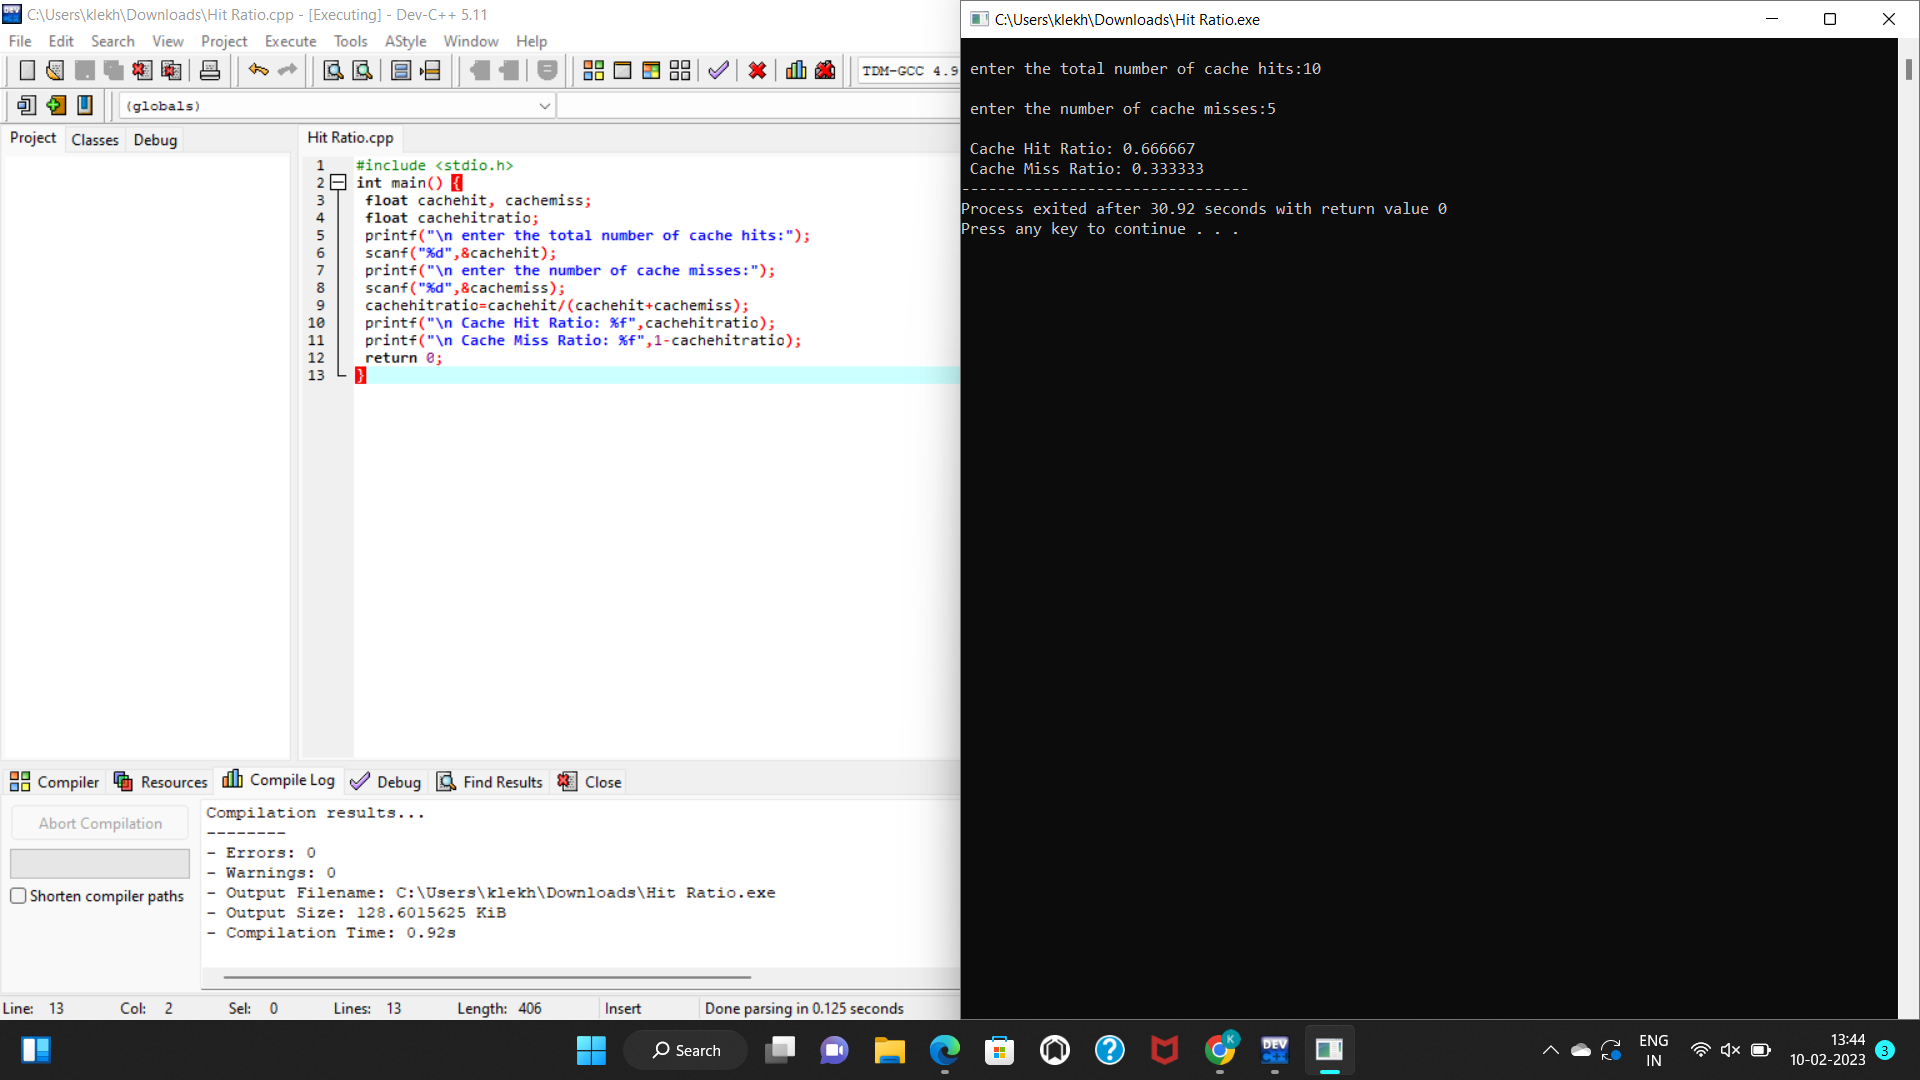 C:\Users\klekh\Downloads\Hit Ratio.cpp - [Executing] - Dev-C++ 5.11
File Edit Search View Project Execute Tools AStyle Window Help
TDM-GCC 4.9
(globals)
Project Classes Debug
Hit Ratio.cpp
1 #include <stdio.h>
2 int main() {
3 float cachehit, cachemiss;
4 float cachehitratio;
5 printf("\n enter the total number of cache hits:");
6 scanf("%d",&cachehit);
7 printf("\n enter the number of cache misses:");
8 scanf("%d",&cachemiss);
9 cachehitratio=cachehit/(cachehit+cachemiss);
10 printf("\n Cache Hit Ratio: %f",cachehitratio);
11 printf("\n Cache Miss Ratio: %f",1-cachehitratio);
12 return 0;
13 }
Compiler Resources Compile Log Debug Find Results Close
Abort Compilation
Shorten compiler paths
Compilation results...
--------
- Errors: 0
- Warnings: 0
- Output Filename: C:\Users\klekh\Downloads\Hit Ratio.exe
- Output Size: 128.6015625 KiB
- Compilation Time: 0.92s
Line: 13 Col: 2 Sel: 0 Lines: 13 Length: 406 Insert Done parsing in 0.125 seconds
C:\Users\klekh\Downloads\Hit Ratio.exe
enter the total number of cache hits:10
enter the number of cache misses:5
Cache Hit Ratio: 0.666667
Cache Miss Ratio: 0.333333
--------------------------------
Process exited after 30.92 seconds with return value 0
Press any key to continue . . .
Search
K
DEV
C++
ENG
IN
13:44
10-02-2023
3